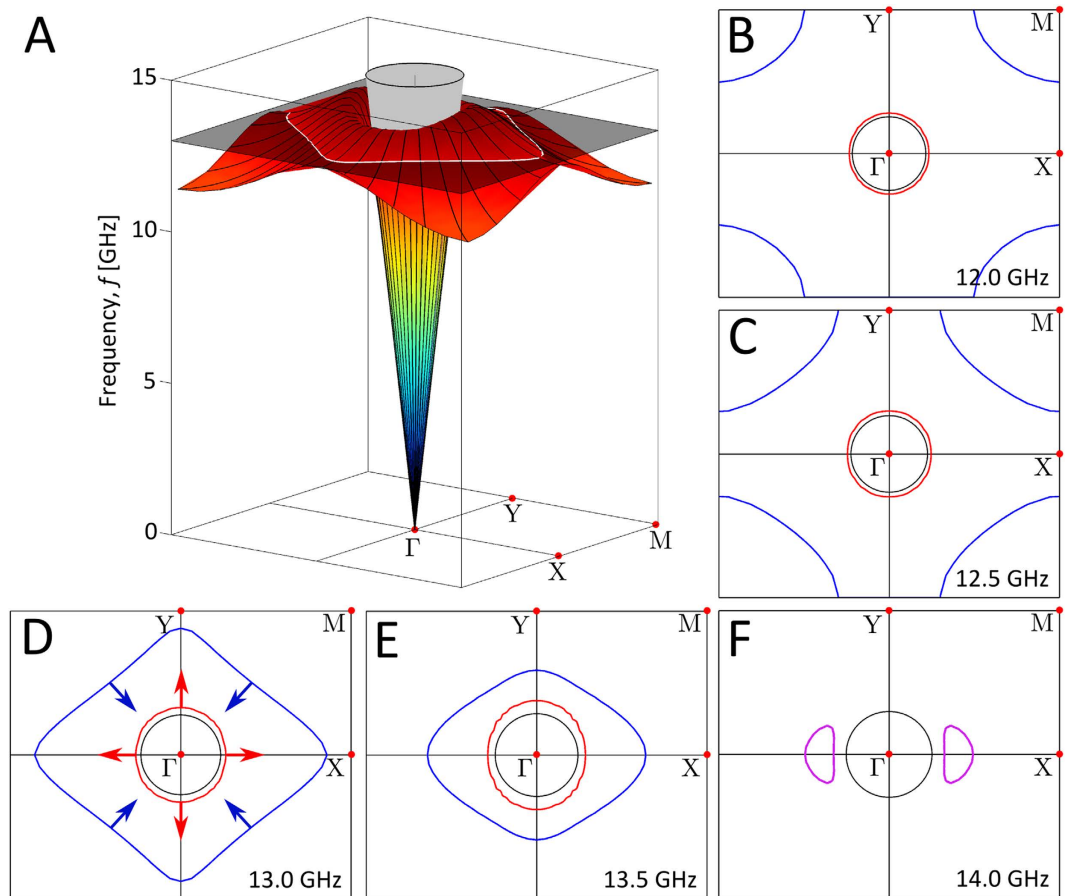 A
15
10
5
0
Frequency, f [GHz]
Γ
Y
X
M
B
Y
M
Γ
X
12.0 GHz
C
Y
M
Γ
X
12.5 GHz
D
Y
M
Γ
X
13.0 GHz
E
Y
M
Γ
X
13.5 GHz
F
Y
M
Γ
X
14.0 GHz